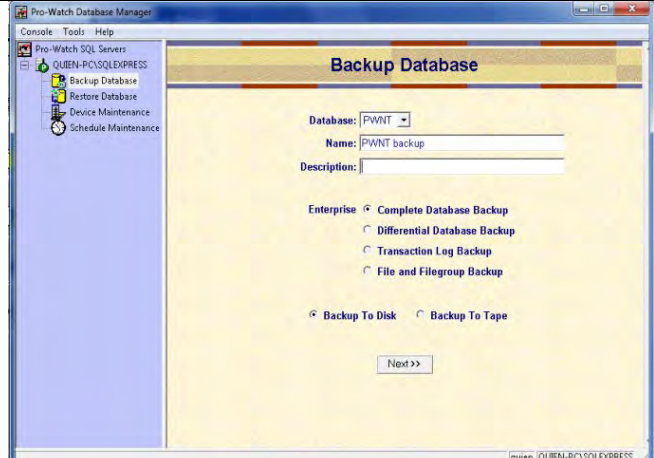 Pro-Watch Database Manager
Console Tools Help
Pro-Watch SQL Servers
QUIEN-PC\SQLEXPRESS
Backup Database
Restore Database
Device Maintenance
Schedule Maintenance
Backup Database
Database: PWNT
Name: PWNT backup
Description:
Enterprise Complete Database Backup
Differential Database Backup
Transaction Log Backup
File and Filegroup Backup
Backup To Disk Backup To Tape
Next>>
quien QUIEN-PC\SQLEXPRESS